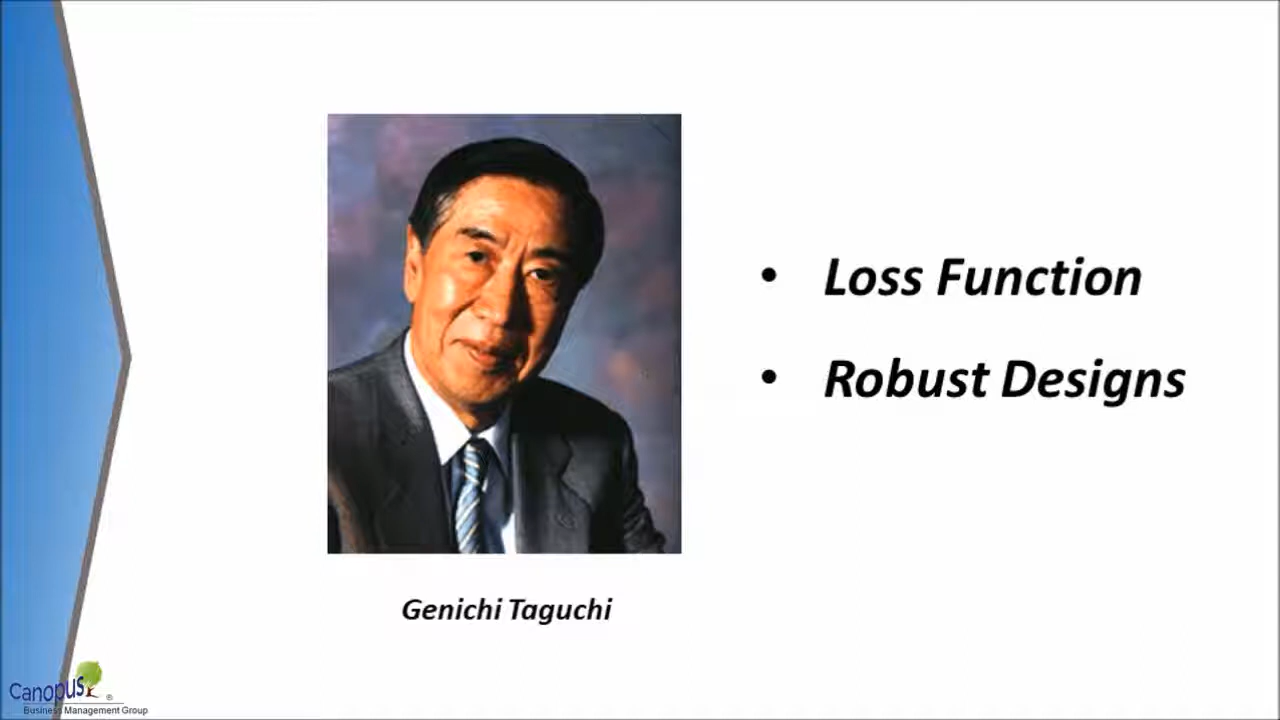 • Loss Function
• Robust Designs
Genichi Taguchi
Canopus ®
Business Management Group